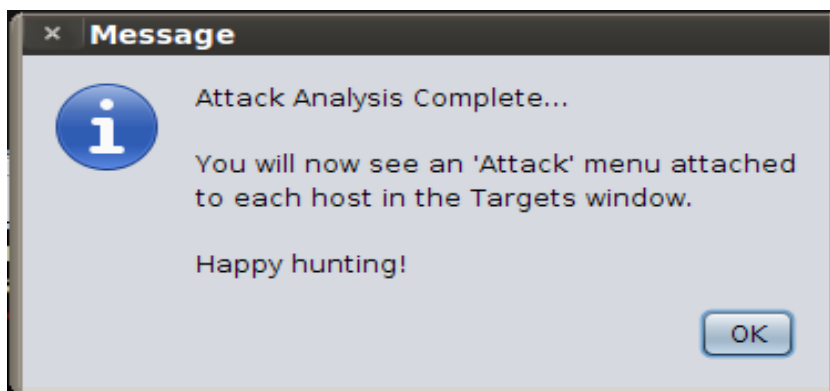 × Message
Attack Analysis Complete...
You will now see an 'Attack' menu attached
to each host in the Targets window.
Happy hunting!
OK